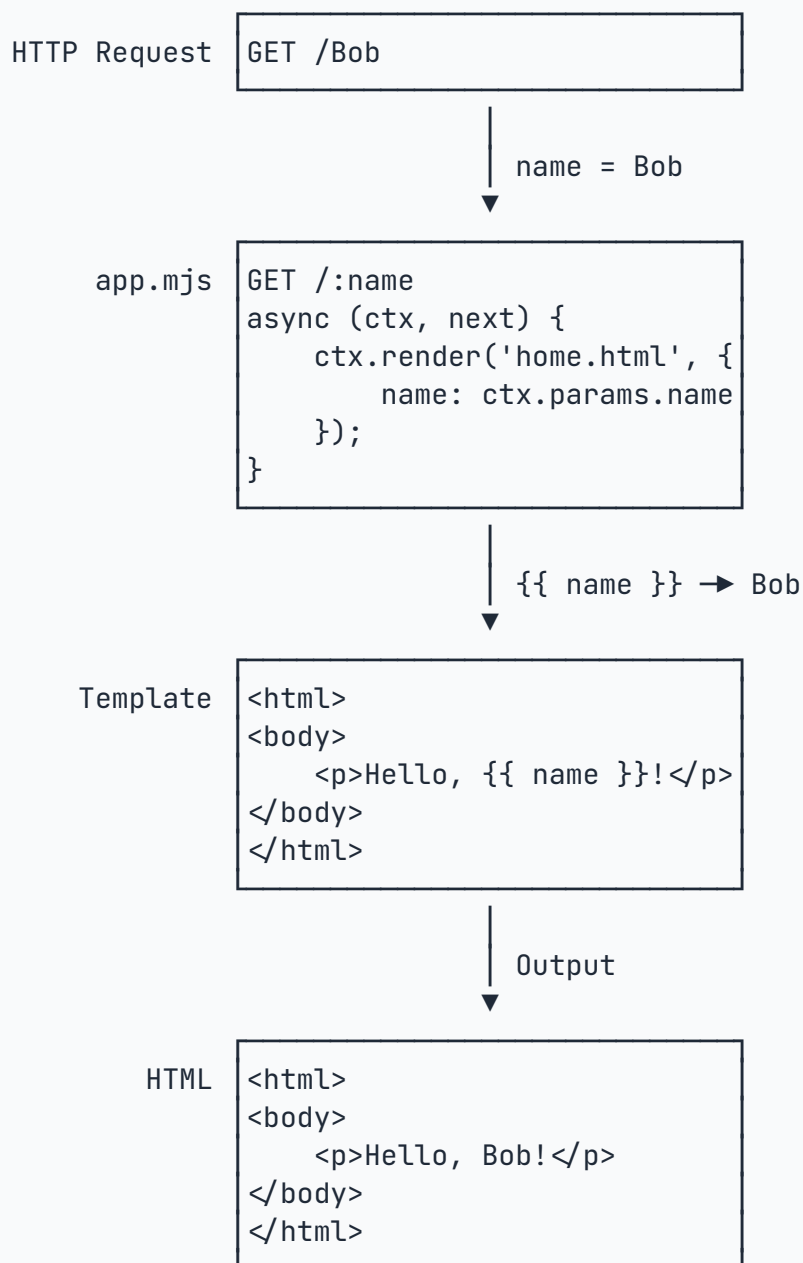 HTTP Request GET /Bob
name = Bob
app.mjs GET /:name
async (ctx, next) {
    ctx.render('home.html', {
        name: ctx.params.name
    });
}
{{ name }} → Bob
Template <html>
<body>
    <p>Hello, {{ name }}!</p>
</body>
</html>
Output
HTML <html>
<body>
    <p>Hello, Bob!</p>
</body>
</html>